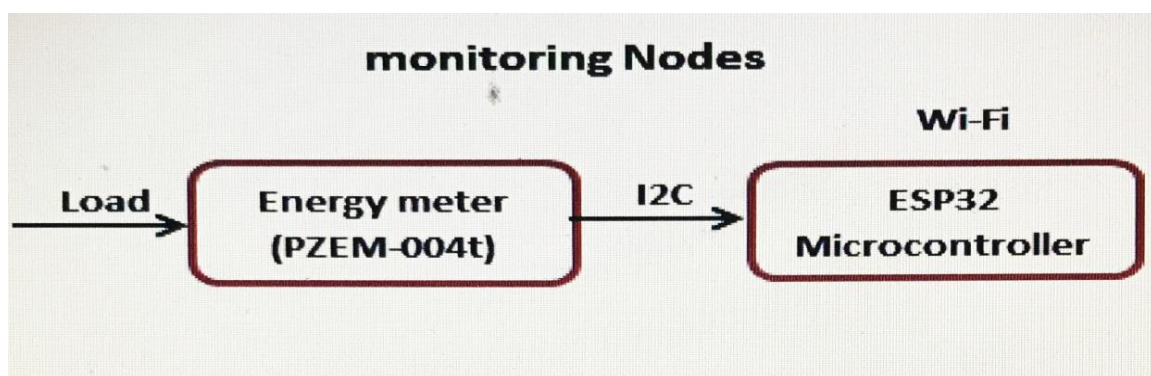 monitoring Nodes
Wi-Fi
Load
Energy meter
(PZEM-004t)
I2C
ESP32
Microcontroller